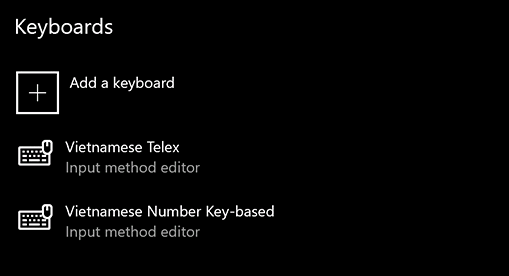 Keyboards
Add a keyboard
Vietnamese Telex
Input method editor
Vietnamese Number Key-based
Input method editor